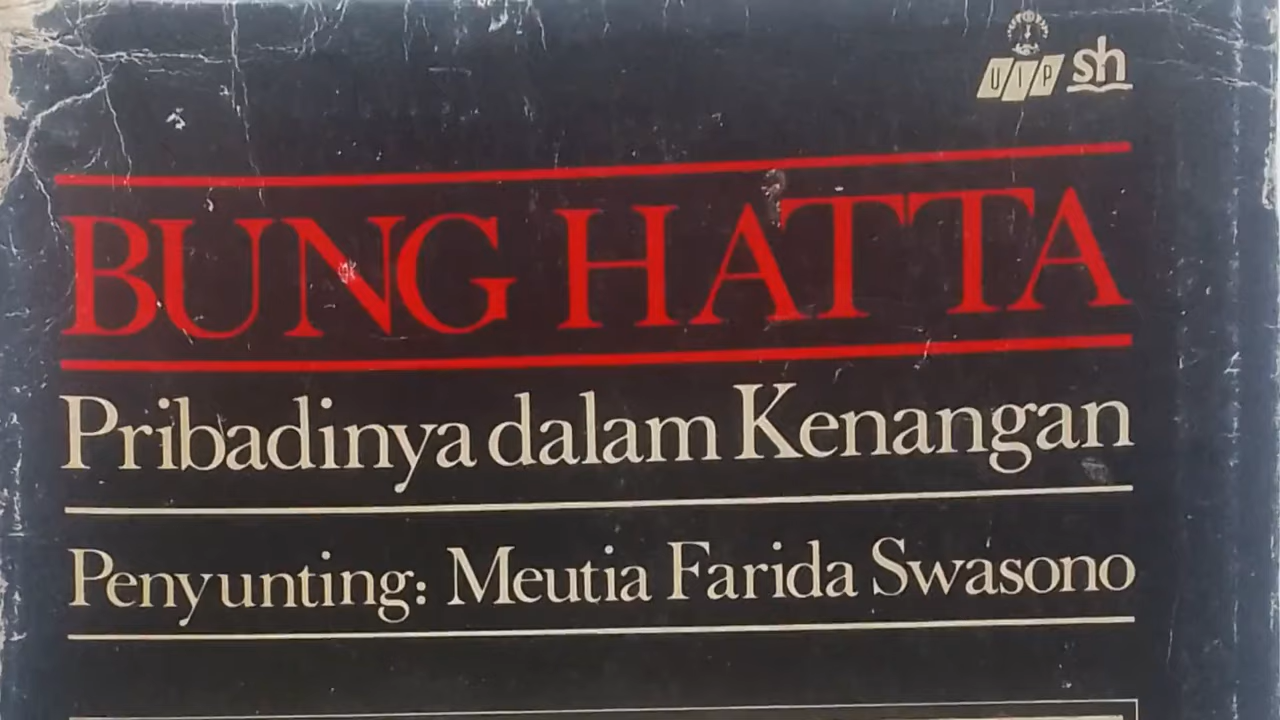 UIP sh
BUNG HATTA
Pribadinya dalam Kenangan
Penyunting: Meutia Farida Swasono